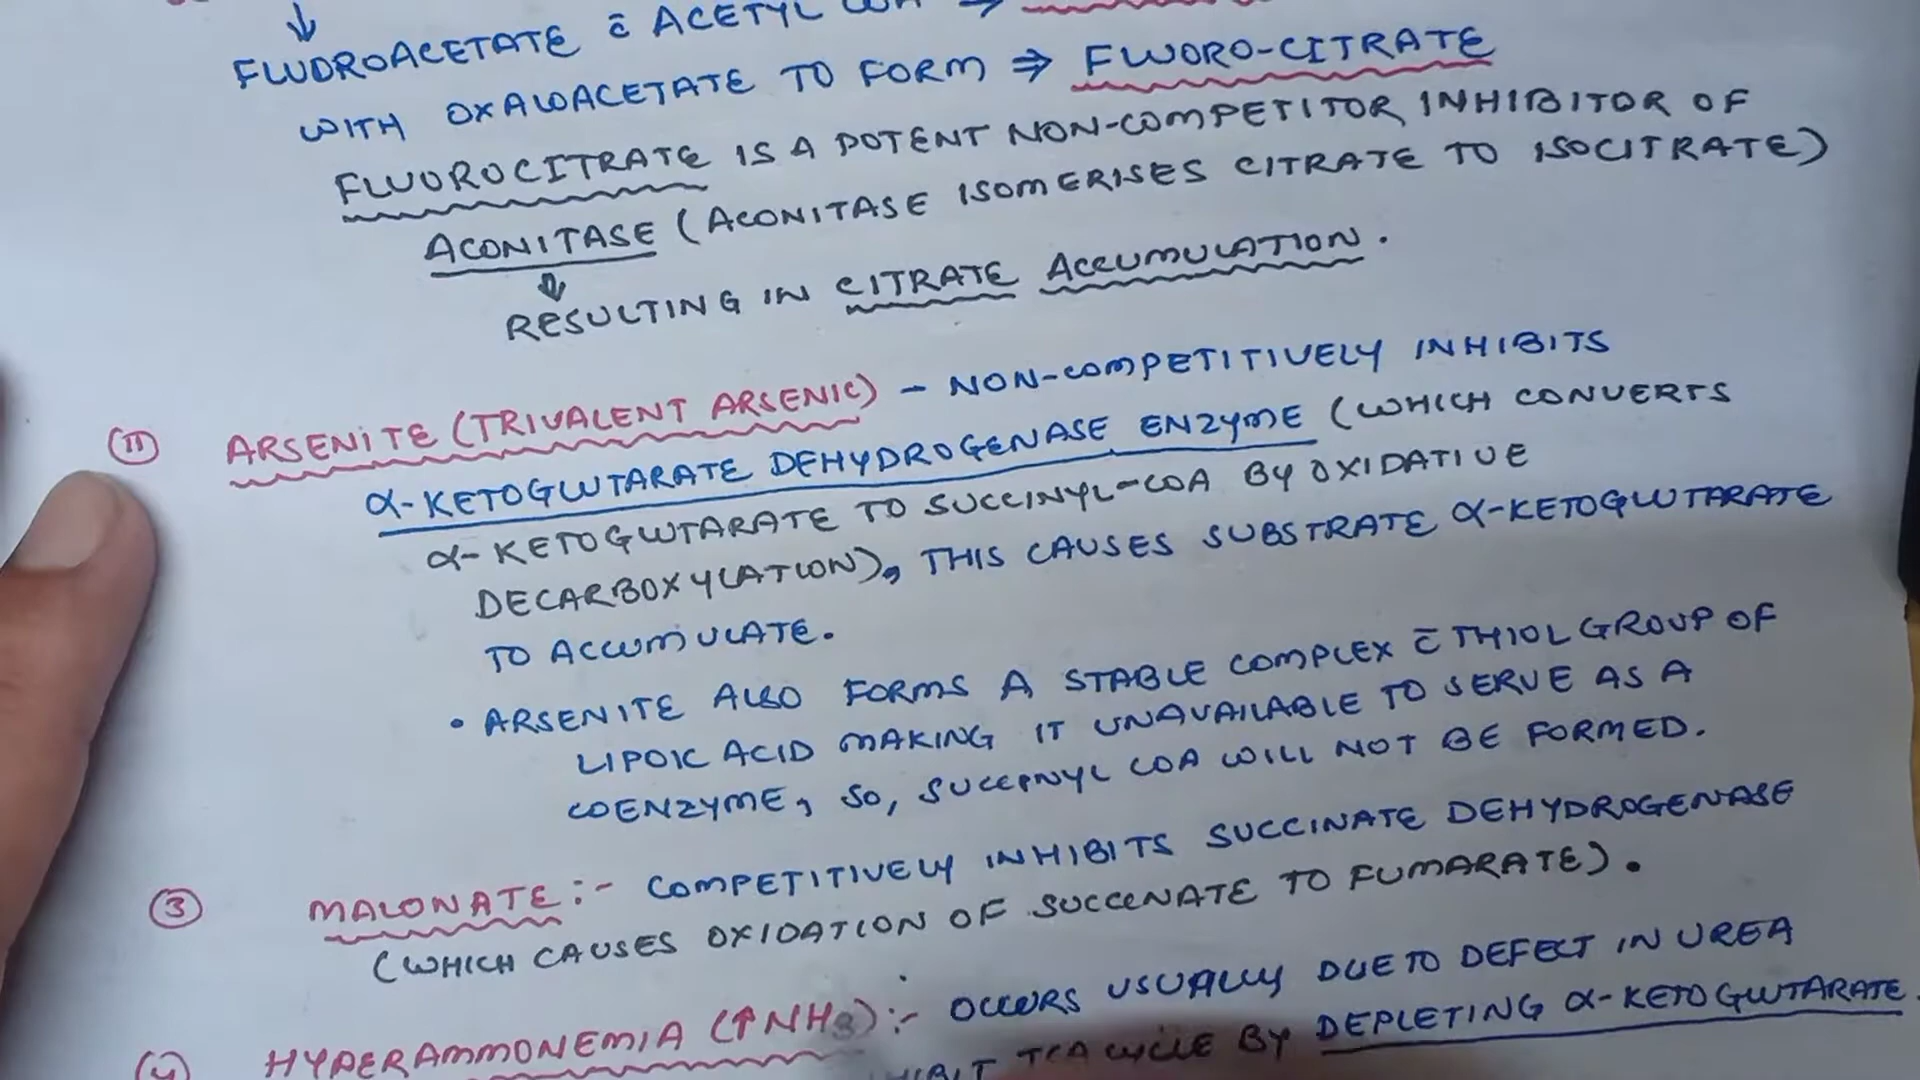 FLUOROACETATE c̄ ACETYL COA →
WITH OXALOACETATE TO FORM ⇒ FLUORO-CITRATE
FLUOROCITRATE IS A POTENT NON-COMPETITOR INHIBITOR OF
ACONITASE (ACONITASE ISOMERISES CITRATE TO ISOCITRATE)
RESULTING IN CITRATE ACCUMULATION.
(II) ARSENITE (TRIVALENT ARSENIC) - NON-COMPETITIVELY INHIBITS
α-KETOGLUTARATE DEHYDROGENASE ENZYME (WHICH CONVERTS
α-KETOGLUTARATE TO SUCCINYL-COA BY OXIDATIVE
DECARBOXYLATION), THIS CAUSES SUBSTRATE α-KETOGLUTARATE
TO ACCUMULATE.
• ARSENITE ALSO FORMS A STABLE COMPLEX c̄ THIOL GROUP OF
LIPOIC ACID MAKING IT UNAVAILABLE TO SERVE AS A
COENZYME, SO, SUCCINYL COA WILL NOT BE FORMED.
(3) MALONATE:- COMPETITIVELY INHIBITS SUCCINATE DEHYDROGENASE
(WHICH CAUSES OXIDATION OF SUCCENATE TO FUMARATE).
(4) HYPERAMMONEMIA (↑NH3):- OCCURS USUALLY DUE TO DEFECT IN UREA
TCA CYCLE BY DEPLETING α-KETOGLUTARATE.